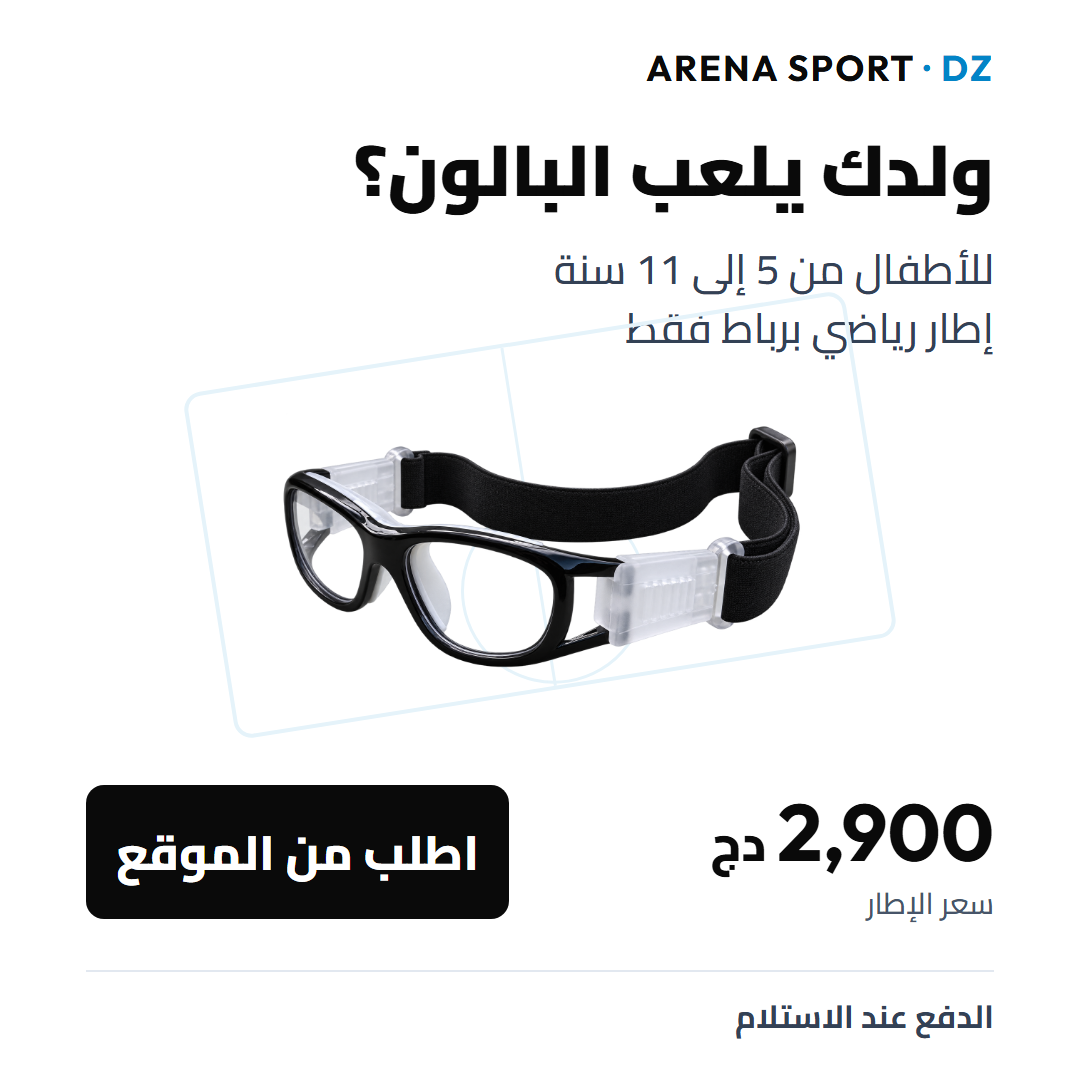 ARENA SPORT · DZ
ولدك يلعب البالون؟
للأطفال من 5 إلى 11 سنة
إطار رياضي برباط فقط
2,900 دج
سعر الإطار
اطلب من الموقع
الدفع عند الاستلام